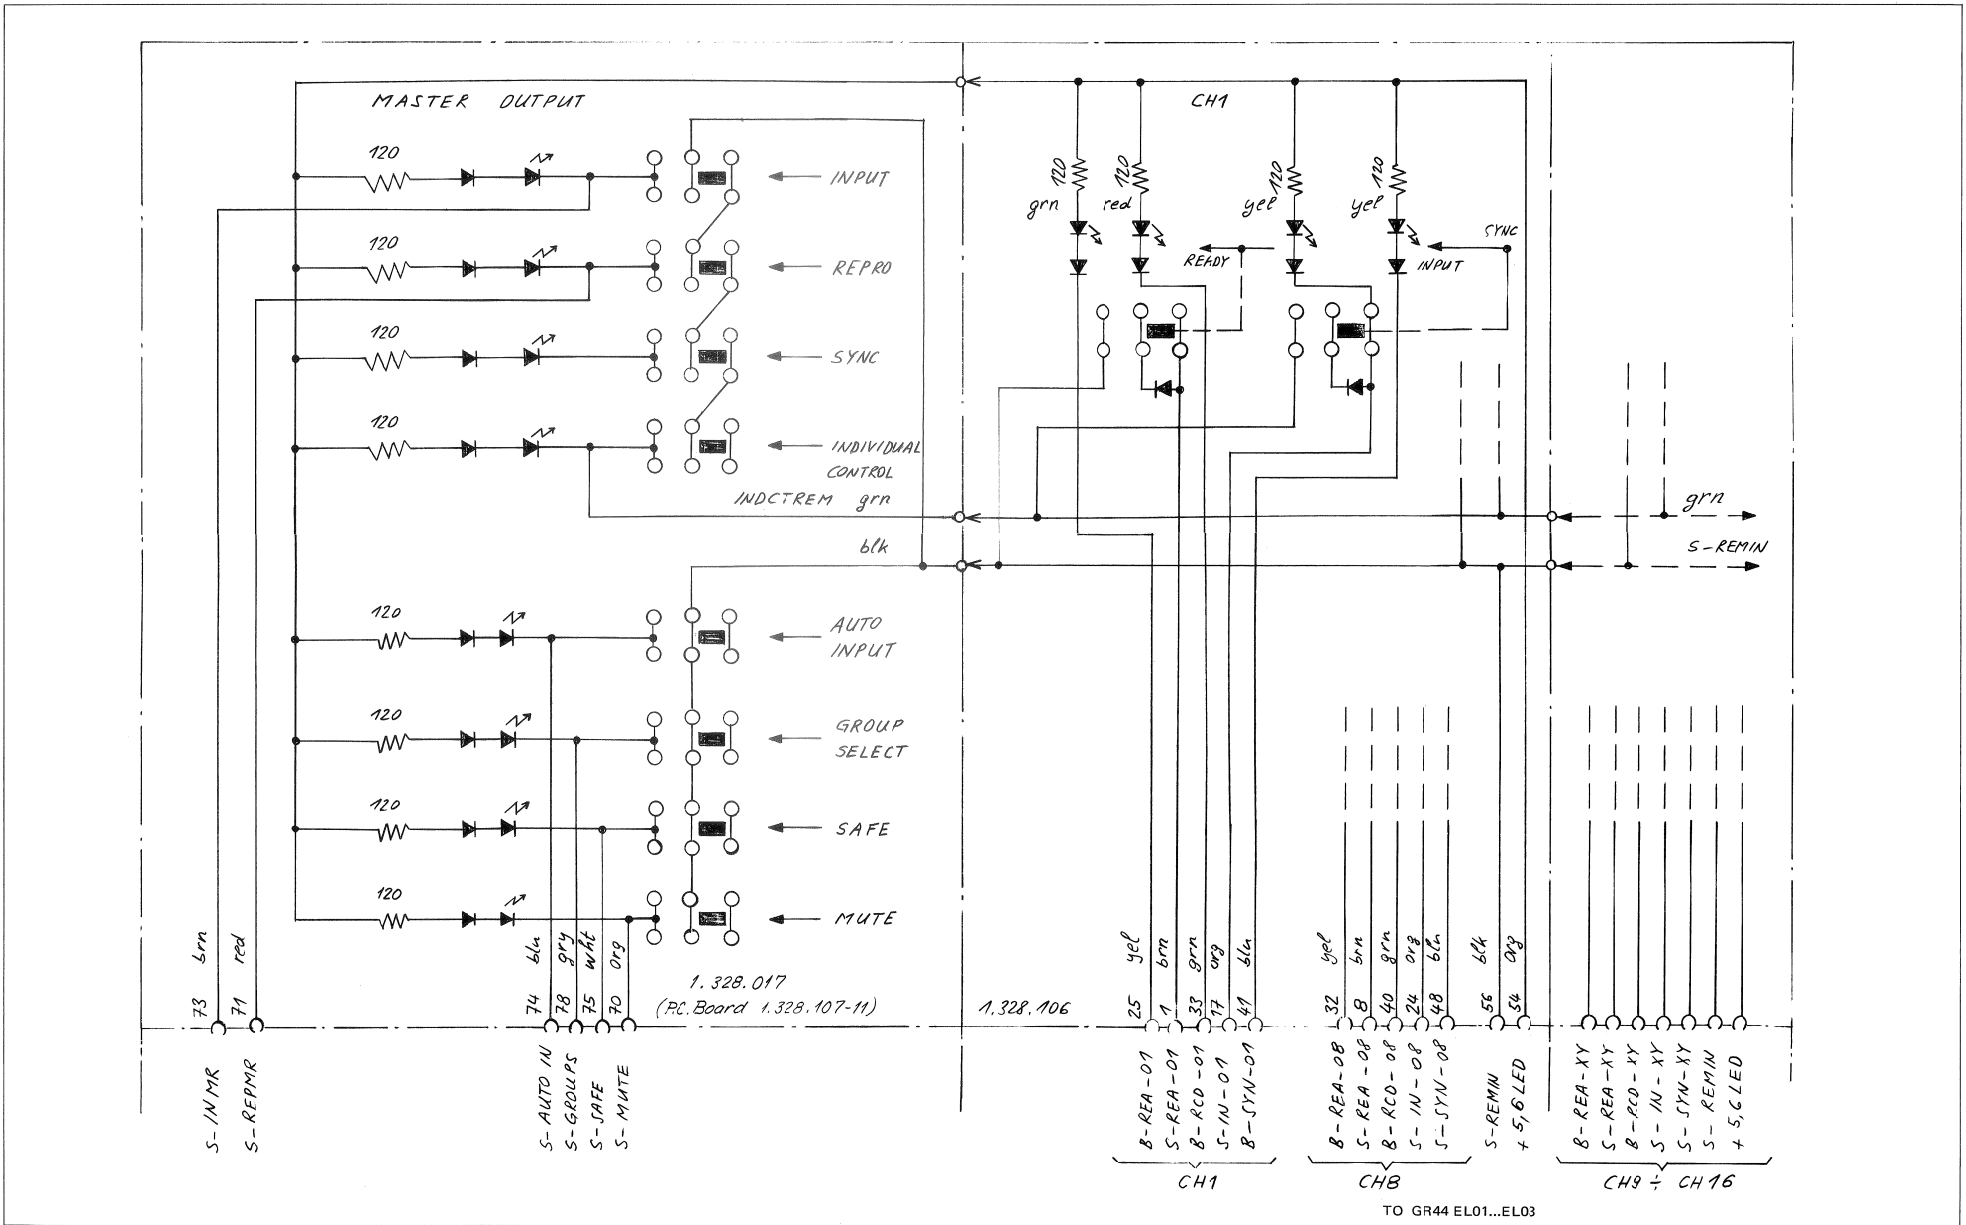 MASTER OUTPUT
CH1
120
INPUT
120
REPRO
120
SYNC
120
INDIVIDUAL
CONTROL
INDCTREM grn
blk
120
AUTO
INPUT
120
GROUP
SELECT
120
SAFE
120
MUTE
120
120
120
120
grn
red
yel
yel
SYNC
READY
INPUT
grn
S-REMIN
1.328.017
(P.C. Board 1.328.107-11)
1.328.106
73 brn
71 red
74 blu
78 gry
75 wht
70 org
25 yel
1 brn
33 grn
17 org
41 blu
32 yel
8 brn
40 grn
24 org
48 blu
56 blk
54 org
S-INMR
S-REPMR
S-AUTO IN
S-GROUPS
S-SAFE
S-MUTE
B-REA-01
S-REA-01
B-RCD-01
S-IN-01
B-SYN-01
B-REA-08
S-REA-08
B-RCD-08
S-IN-08
S-SYN-08
S-REMIN
+5,6 LED
B-REA-XY
S-REA-XY
B-RCD-XY
S-IN-XY
S-SYN-XY
S-REMIN
+5,6 LED
CH1
CH8
CH9 ÷ CH16
TO GR44 EL01...EL03